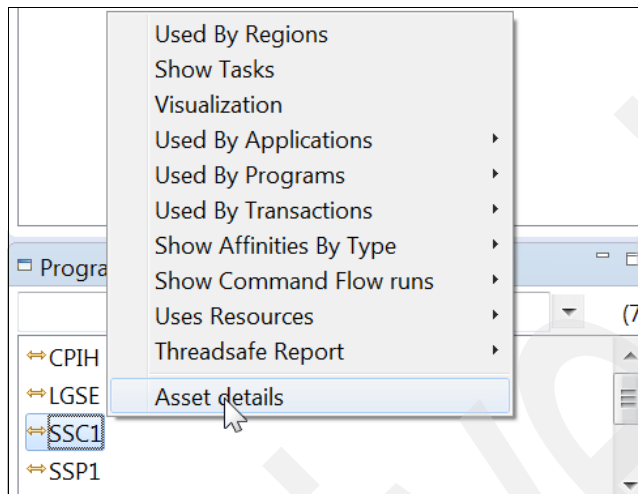 Used By Regions
Show Tasks
Visualization
Used By Applications
Used By Programs
Used By Transactions
Show Affinities By Type
Show Command Flow runs
Uses Resources
Threadsafe Report
Asset details
Progra
(7
CPIH
LGSE
SSC1
SSP1